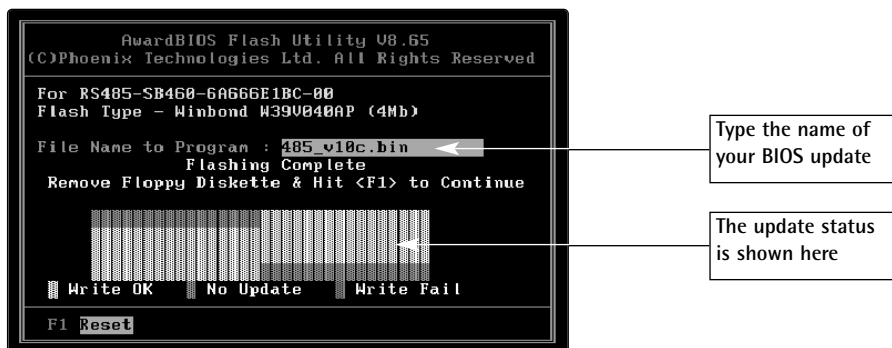 AwardBIOS Flash Utility V8.65
(C)Phoenix Technologies Ltd. All Rights Reserved
For RS485-SB460-6A666E1BC-00
Flash Type - Winbond W39V040AP (4Mb)
File Name to Program : 485_v10c.bin
Flashing Complete
Remove Floppy Diskette & Hit <F1> to Continue
Write OK No Update Write Fail
F1 Reset
Type the name of
your BIOS update
The update status
is shown here